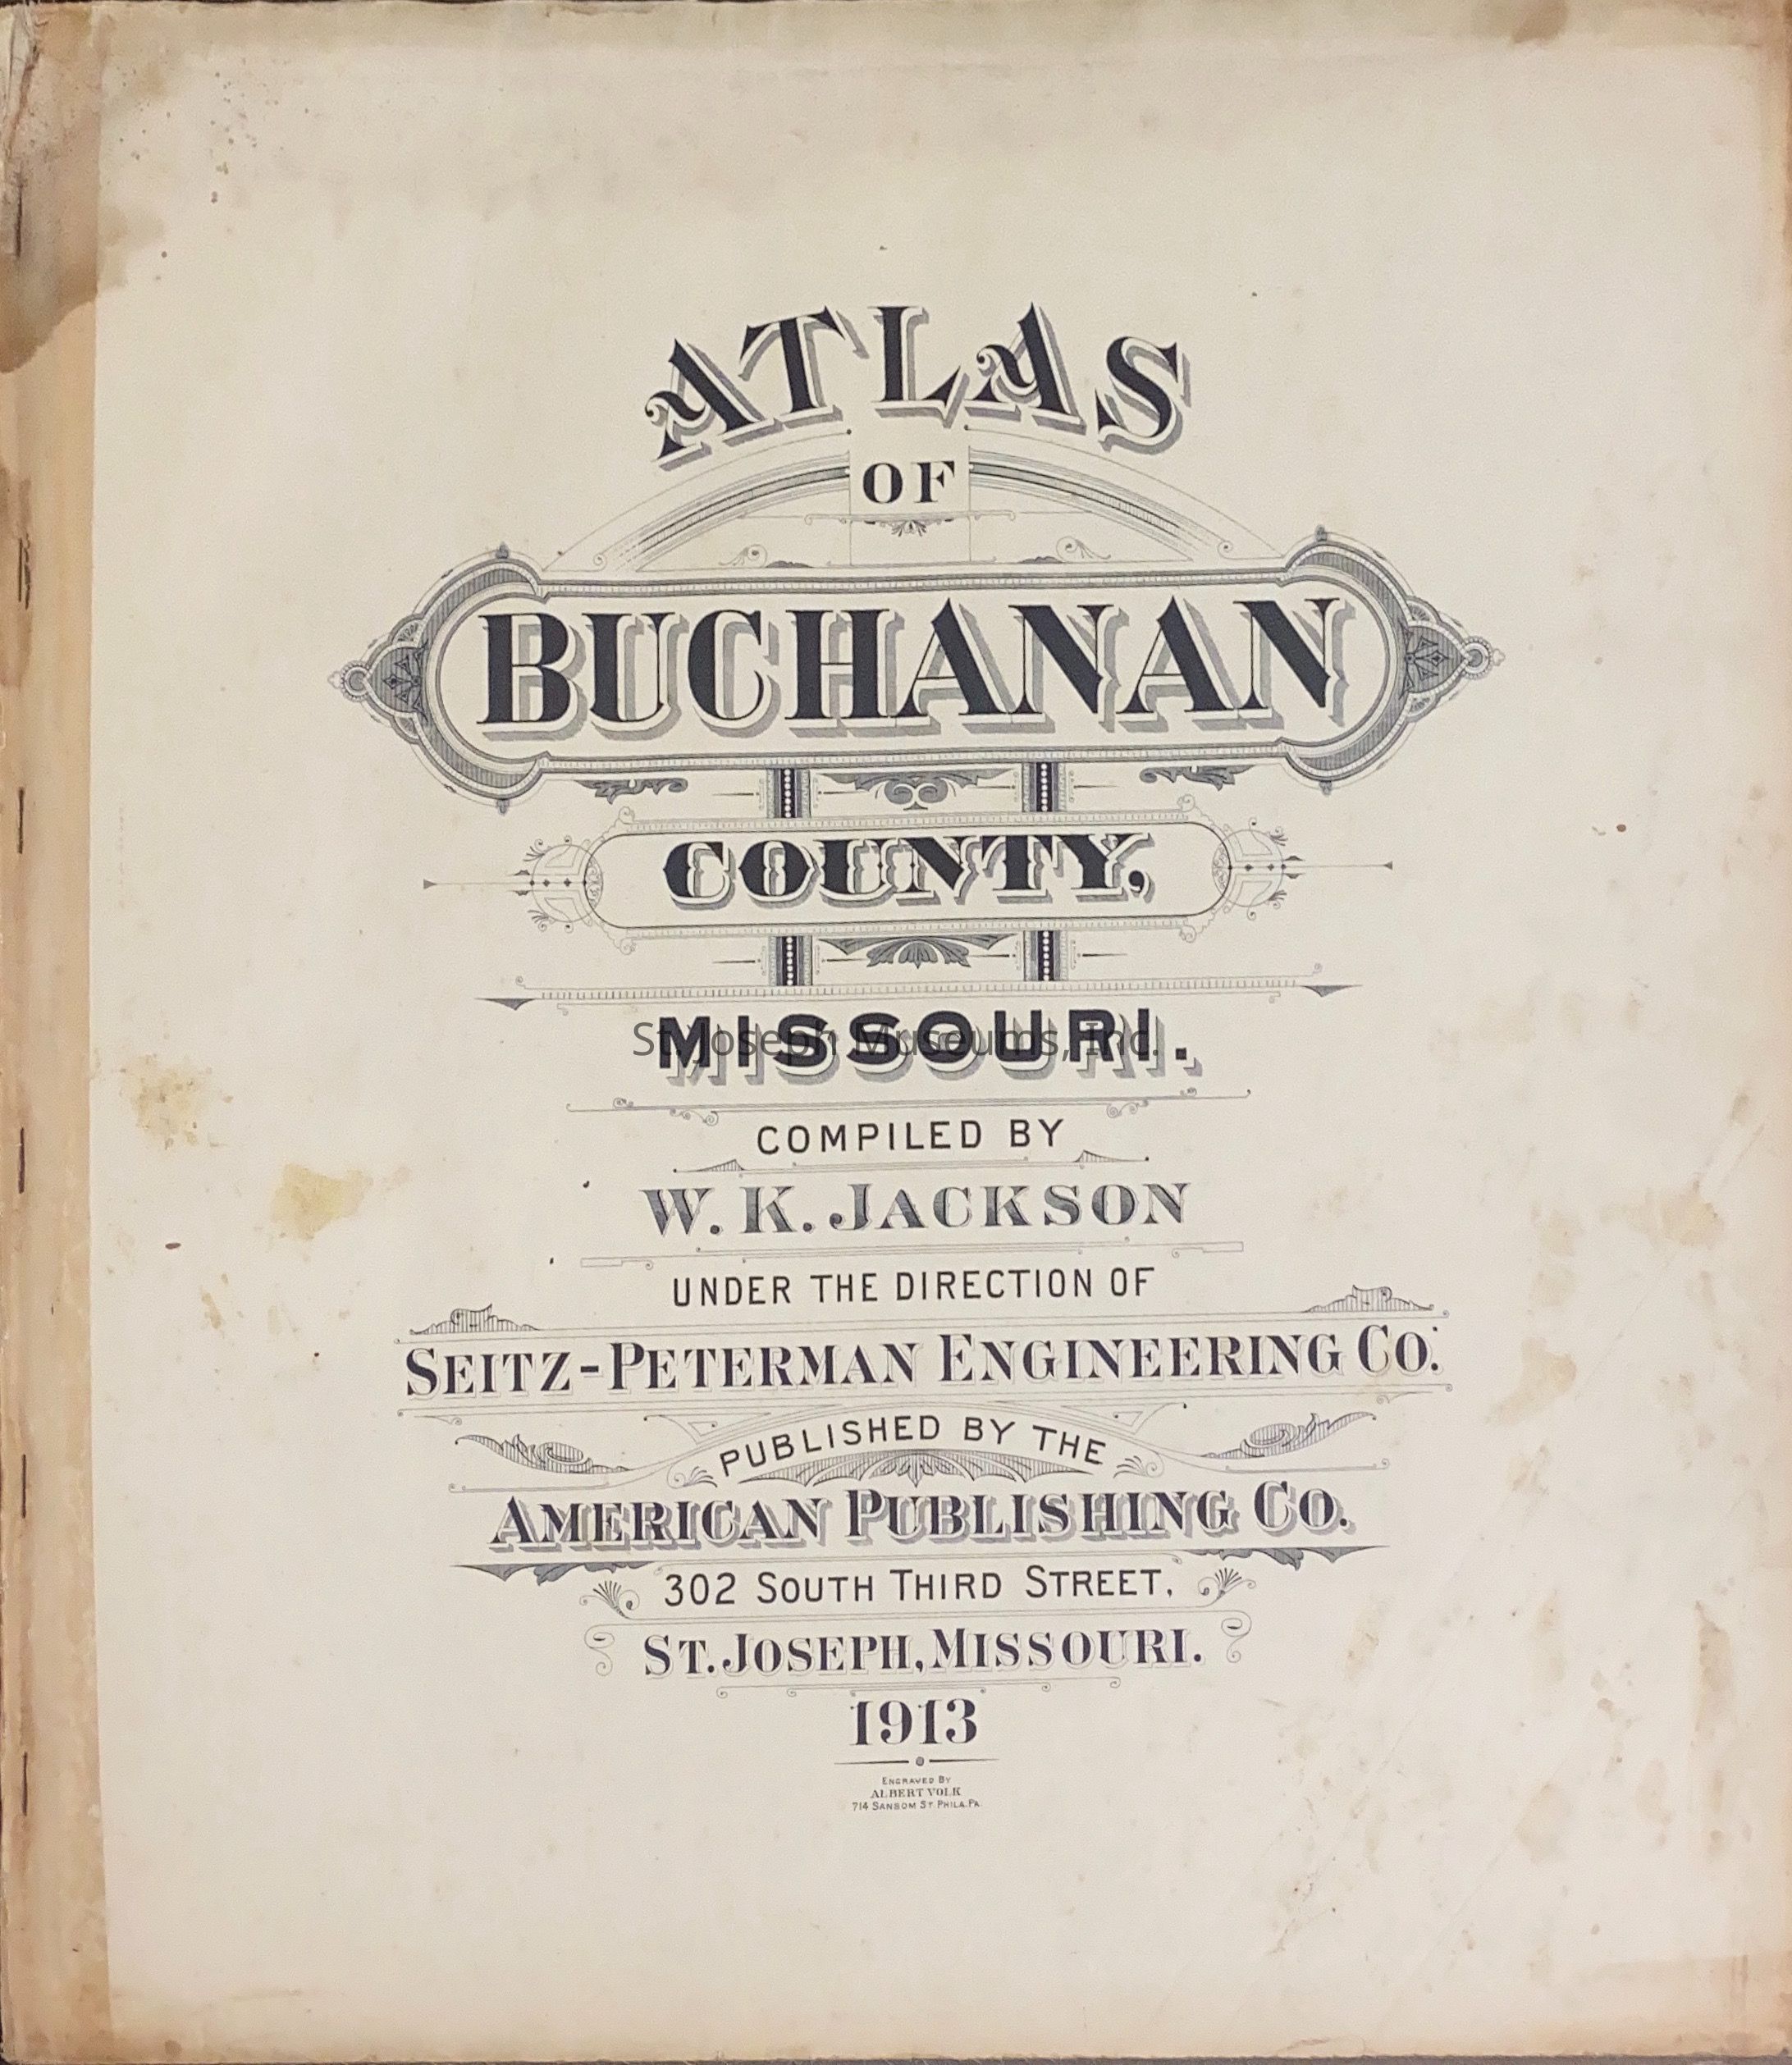 ATLAS
OF
BUCHANAN
COUNTY,
MISSOURI.
St. Joseph Museums, Inc.
COMPILED BY
W. K. JACKSON
UNDER THE DIRECTION OF
SEITZ-PETERMAN ENGINEERING CO.
PUBLISHED BY THE
AMERICAN PUBLISHING CO.
302 SOUTH THIRD STREET,
ST. JOSEPH, MISSOURI.
1913
ENGRAVED BY
ALBERT VOLK
714 SANSOM ST. PHILA. PA.